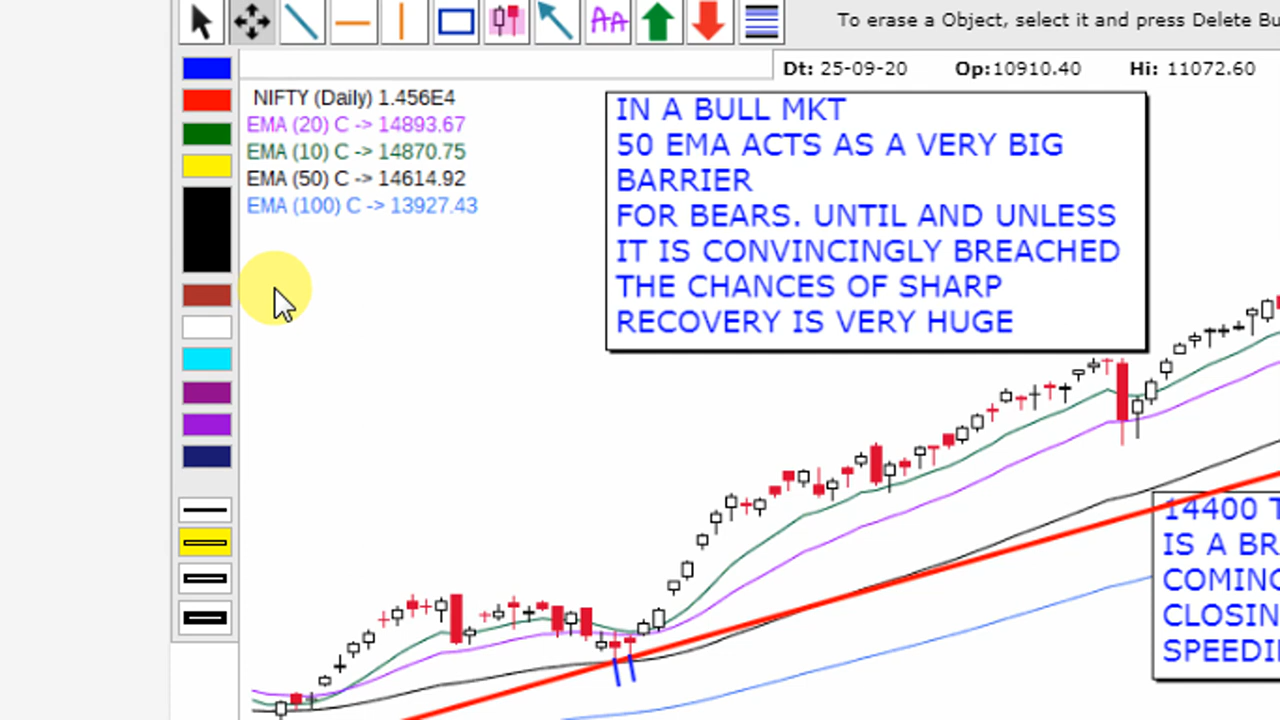 To erase a Object, select it and press Delete
Dt: 25-09-20 Op:10910.40 Hi: 11072.60
NIFTY (Daily) 1.456E4
EMA (20) C -> 14893.67
EMA (10) C -> 14870.75
EMA (50) C -> 14614.92
EMA (100) C -> 13927.43
IN A BULL MKT
50 EMA ACTS AS A VERY BIG
BARRIER
FOR BEARS. UNTIL AND UNLESS
IT IS CONVINCINGLY BREACHED
THE CHANCES OF SHARP
RECOVERY IS VERY HUGE
14400
IS A
AA